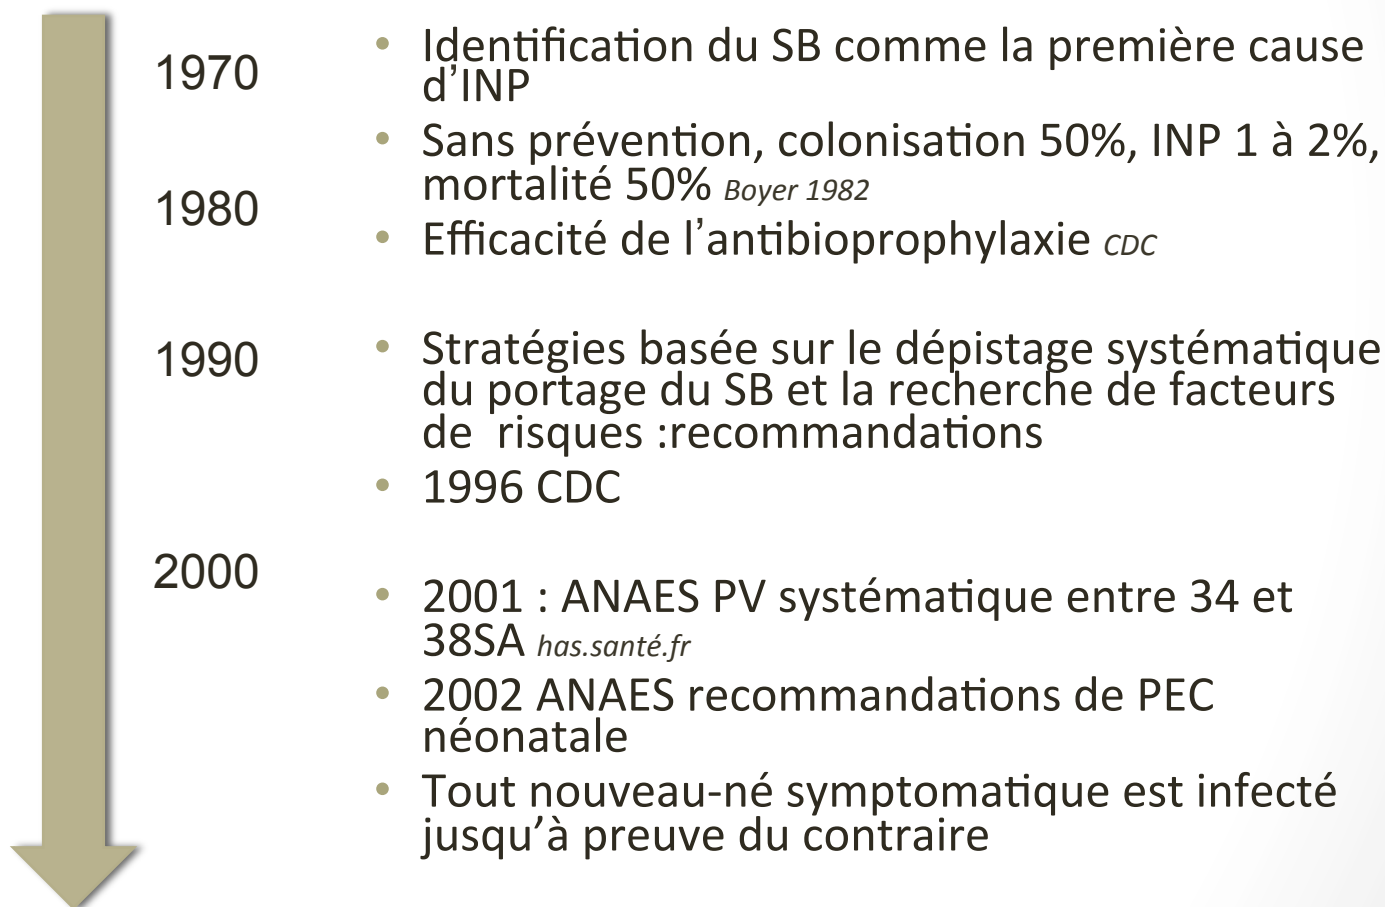 1970
• Identification du SB comme la première cause
d’INP
• Sans prévention, colonisation 50%, INP 1 à 2%,
mortalité 50% Boyer 1982
1980
• Efficacité de l’antibioprophylaxie CDC
1990
• Stratégies basée sur le dépistage systématique
du portage du SB et la recherche de facteurs
de  risques :recommandations
• 1996 CDC
2000
• 2001 : ANAES PV systématique entre 34 et
38SA has.santé.fr
• 2002 ANAES recommandations de PEC
néonatale
• Tout nouveau-né symptomatique est infecté
jusqu’à preuve du contraire